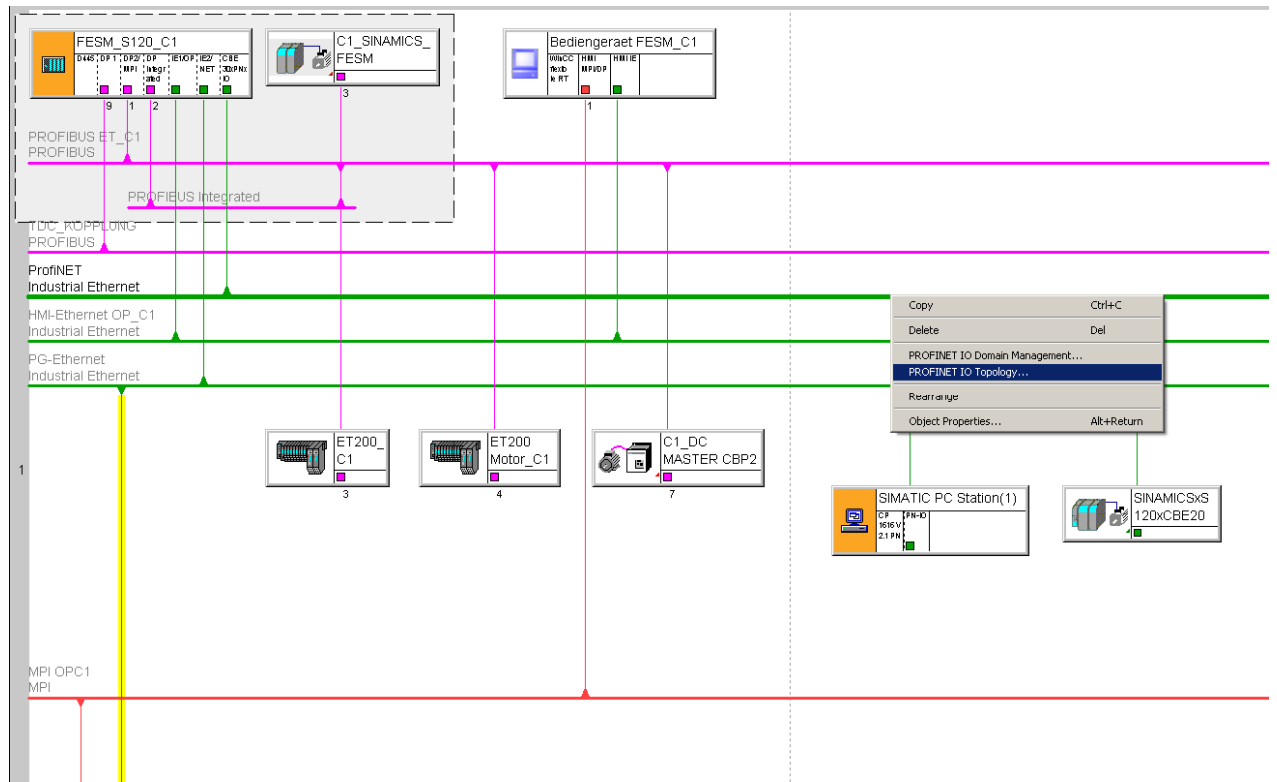 FESM_S120_C1
D445 DP 1 DP2/ DP IE1/OP IE2/ CBE
MPI Integr NET 30xPNx
ated IO
9 1 2
C1_SINAMICS_
FESM
3
Bediengeraet FESM_C1
WinCC HMI HMI IE
flexib MPI/DP
le RT
1
PROFIBUS ET_C1
PROFIBUS
PROFIBUS Integrated
TDC_KOPPLUNG
PROFIBUS
ProfiNET
Industrial Ethernet
HMI-Ethernet OP_C1
Industrial Ethernet
PG-Ethernet
Industrial Ethernet
Copy Ctrl+C
Delete Del
PROFINET IO Domain Management...
PROFINET IO Topology...
Rearrange
Object Properties... Alt+Return
ET200_
C1
3
ET200
Motor_C1
4
C1_DC
MASTER CBP2
7
1
SIMATIC PC Station(1)
CP PN-IO
1616 V
2.1 PN
SINAMICSxS
120xCBE20
MPI OPC1
MPI